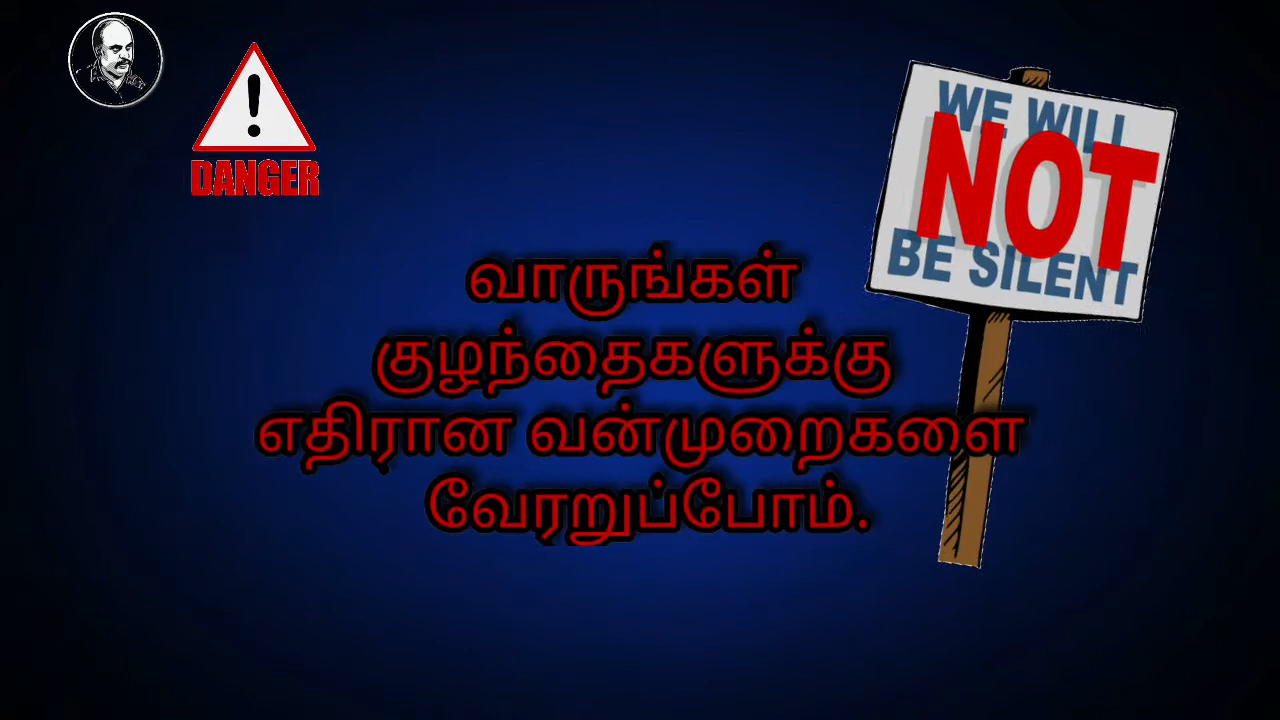 DANGER
WE WILL
NOT
BE SILENT
வாருங்கள்
குழந்தைகளுக்கு
எதிரான வன்முறைகளை
வேரறுப்போம்.